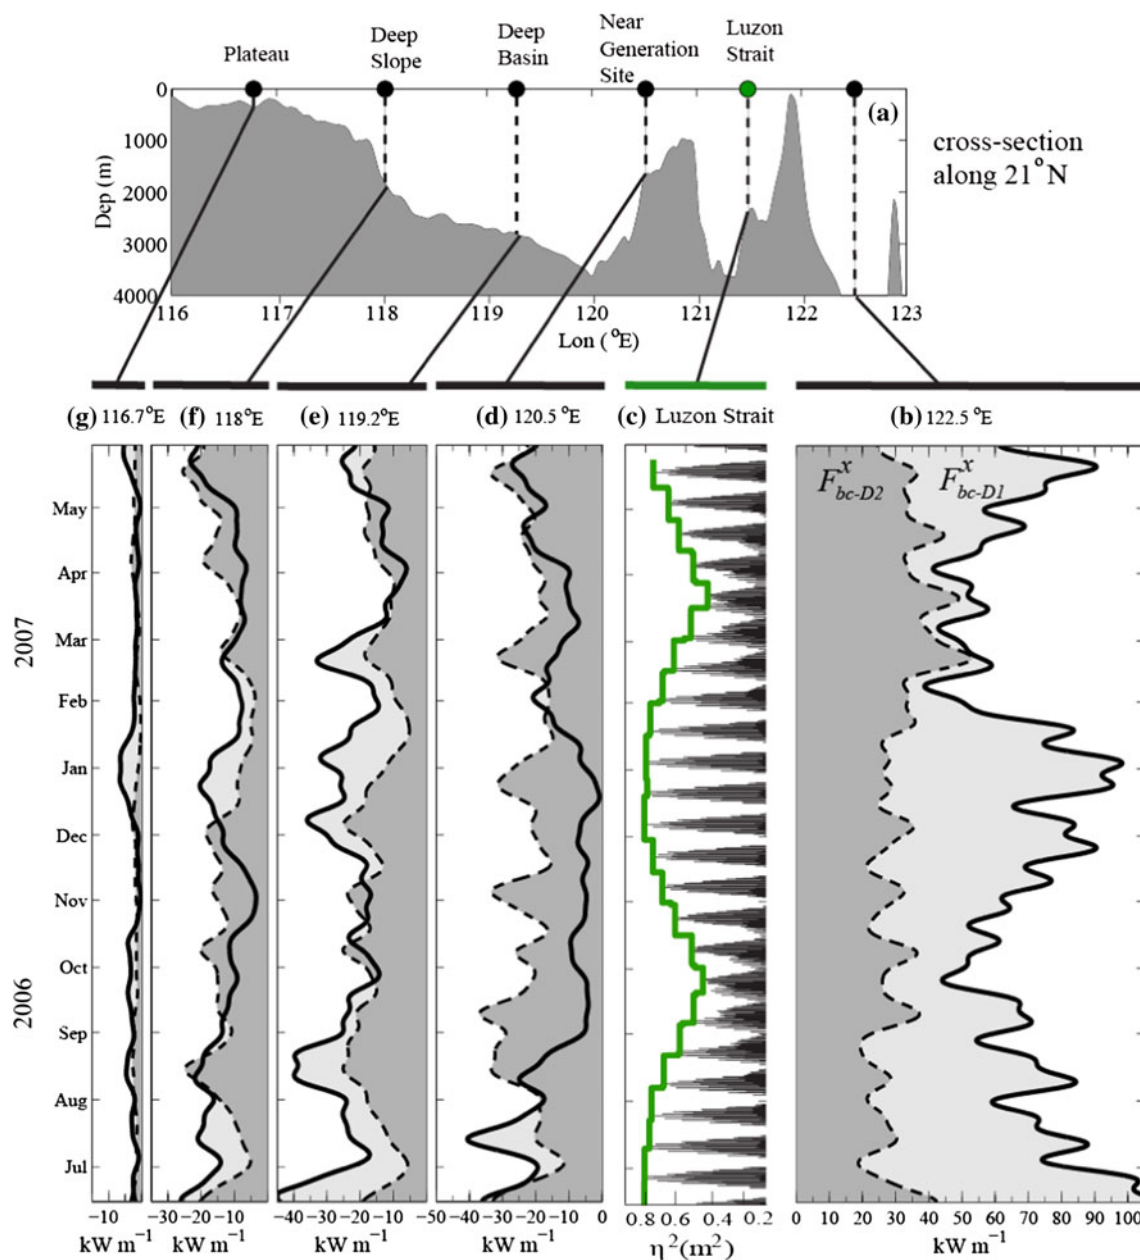 Plateau
Deep
Slope
Deep
Basin
Near
Generation
Site
Luzon
Strait
(a)
cross-section
along 21°N
Dep (m)
0
1000
2000
3000
4000
116 117 118 119 120 121 122 123
Lon (°E)
(g) 116.7°E
(f) 118°E
(e) 119.2°E
(d) 120.5 °E
(c) Luzon Strait
(b) 122.5 °E
F^x_bc-D2
F^x_bc-D1
2007
May
Apr
Mar
Feb
Jan
2006
Dec
Nov
Oct
Sep
Aug
Jul
−10
kW m⁻¹
−30 −20 −10
kW m⁻¹
−40 −30 −20 −10
kW m⁻¹
−50 −40 −30 −20 −10 0
kW m⁻¹
0.8 0.6 0.4 0.2
η²(m²)
0 10 20 30 40 50 60 70 80 90 100
kW m⁻¹